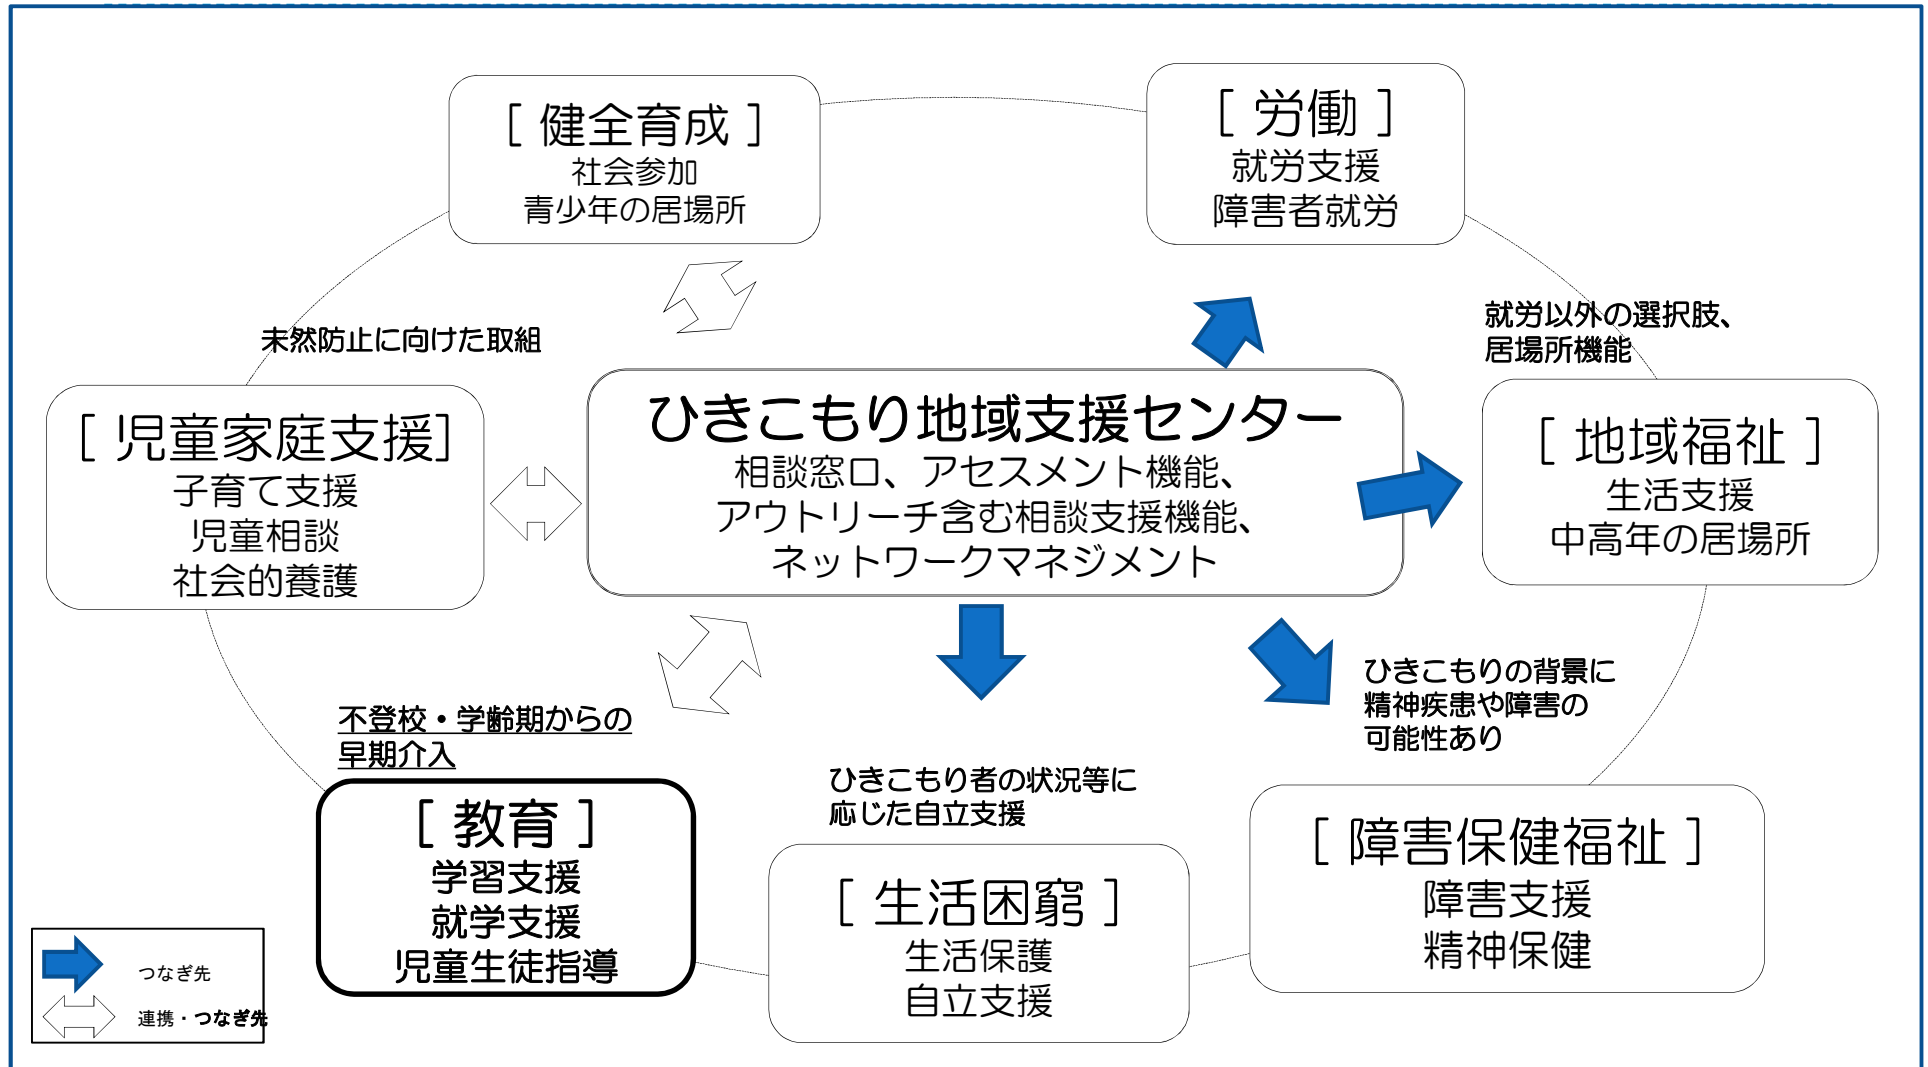 [ 健全育成 ]
社会参加
青少年の居場所
[ 労働 ]
就労支援
障害者就労
未然防止に向けた取組
就労以外の選択肢、
居場所機能
[ 児童家庭支援]
子育て支援
児童相談
社会的養護
ひきこもり地域支援センター
相談窓口、アセスメント機能、
アウトリーチ含む相談支援機能、
ネットワークマネジメント
[ 地域福祉 ]
生活支援
中高年の居場所
不登校・学齢期からの
早期介入
[ 教育 ]
学習支援
就学支援
児童生徒指導
ひきこもり者の状況等に
応じた自立支援
[ 生活困窮 ]
生活保護
自立支援
ひきこもりの背景に
精神疾患や障害の
可能性あり
[ 障害保健福祉 ]
障害支援
精神保健
つなぎ先
連携・つなぎ先